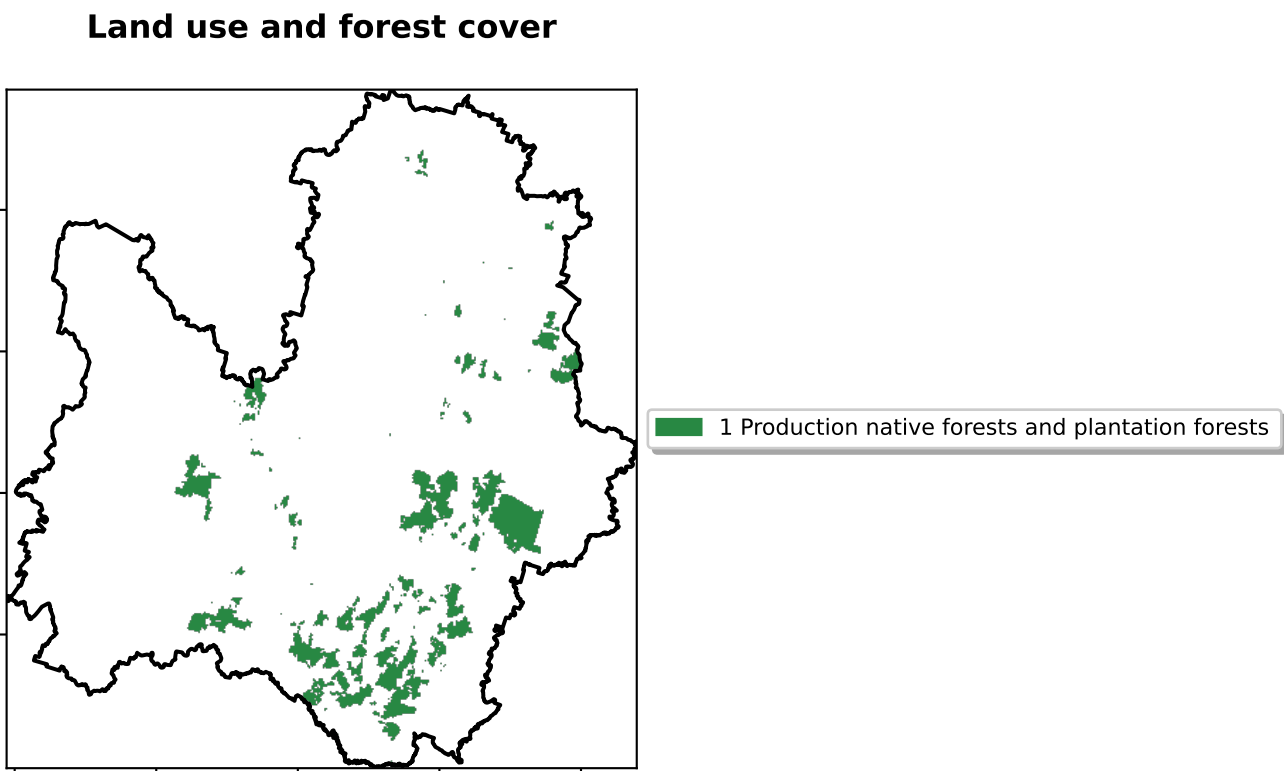 Land use and forest cover
1 Production native forests and plantation forests